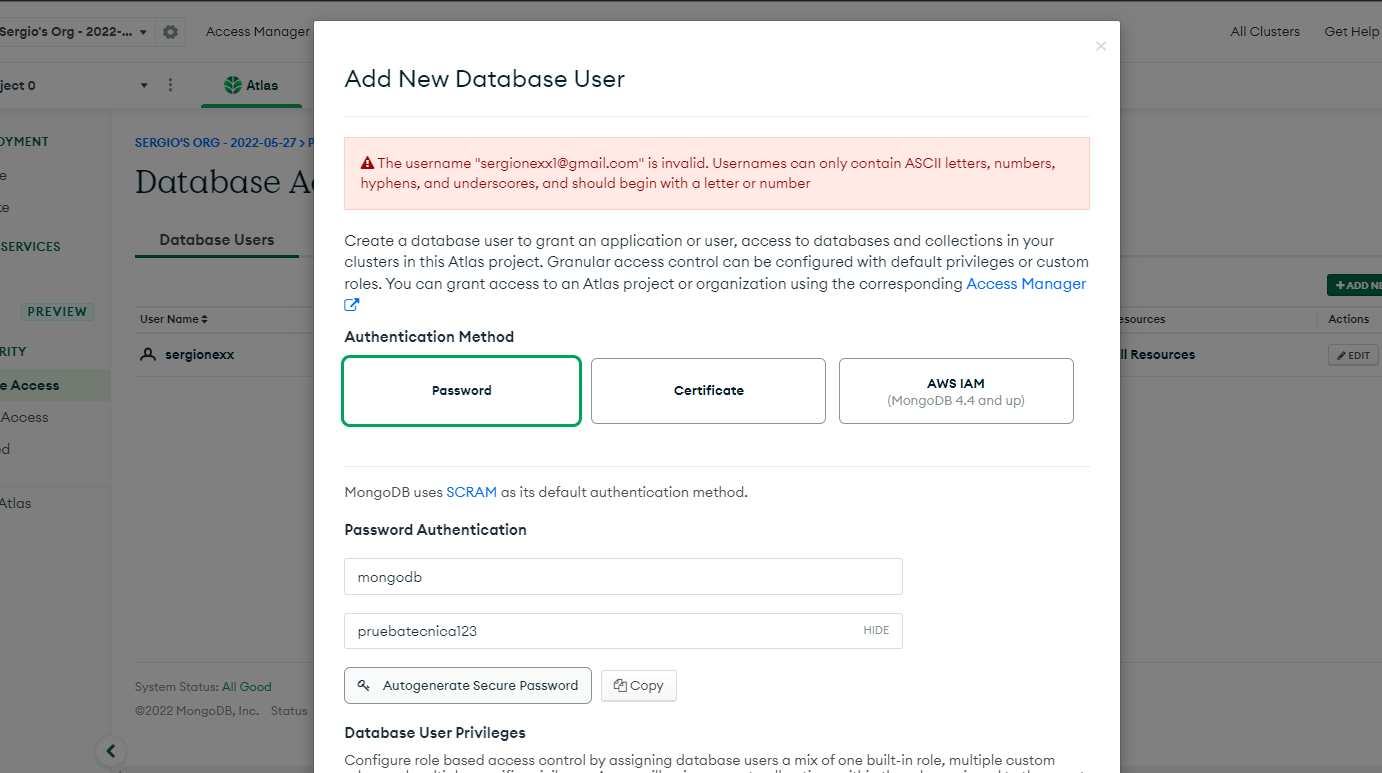 Sergio's Org - 2022-...
Access Manager
All Clusters
Get Help
ject 0
Atlas
OYMENT
SERVICES
PREVIEW
RITY
e Access
Access
Atlas
SERGIO'S ORG - 2022-05-27 > P
Database A
Database Users
User Name
sergionexx
System Status: All Good
©2022 MongoDB, Inc.
Status
Add New Database User
The username "sergionexx1@gmail.com" is invalid. Usernames can only contain ASCII letters, numbers,
hyphens, and underscores, and should begin with a letter or number
Create a database user to grant an application or user, access to databases and collections in your
clusters in this Atlas project. Granular access control can be configured with default privileges or custom
roles. You can grant access to an Atlas project or organization using the corresponding Access Manager
Authentication Method
Password
Certificate
AWS IAM
(MongoDB 4.4 and up)
MongoDB uses SCRAM as its default authentication method.
Password Authentication
mongodb
pruebatecnica123
HIDE
Autogenerate Secure Password
Copy
Database User Privileges
Configure role based access control by assigning database users a mix of one built-in role, multiple custom
+ ADD NE
esources
Actions
ll Resources
EDIT